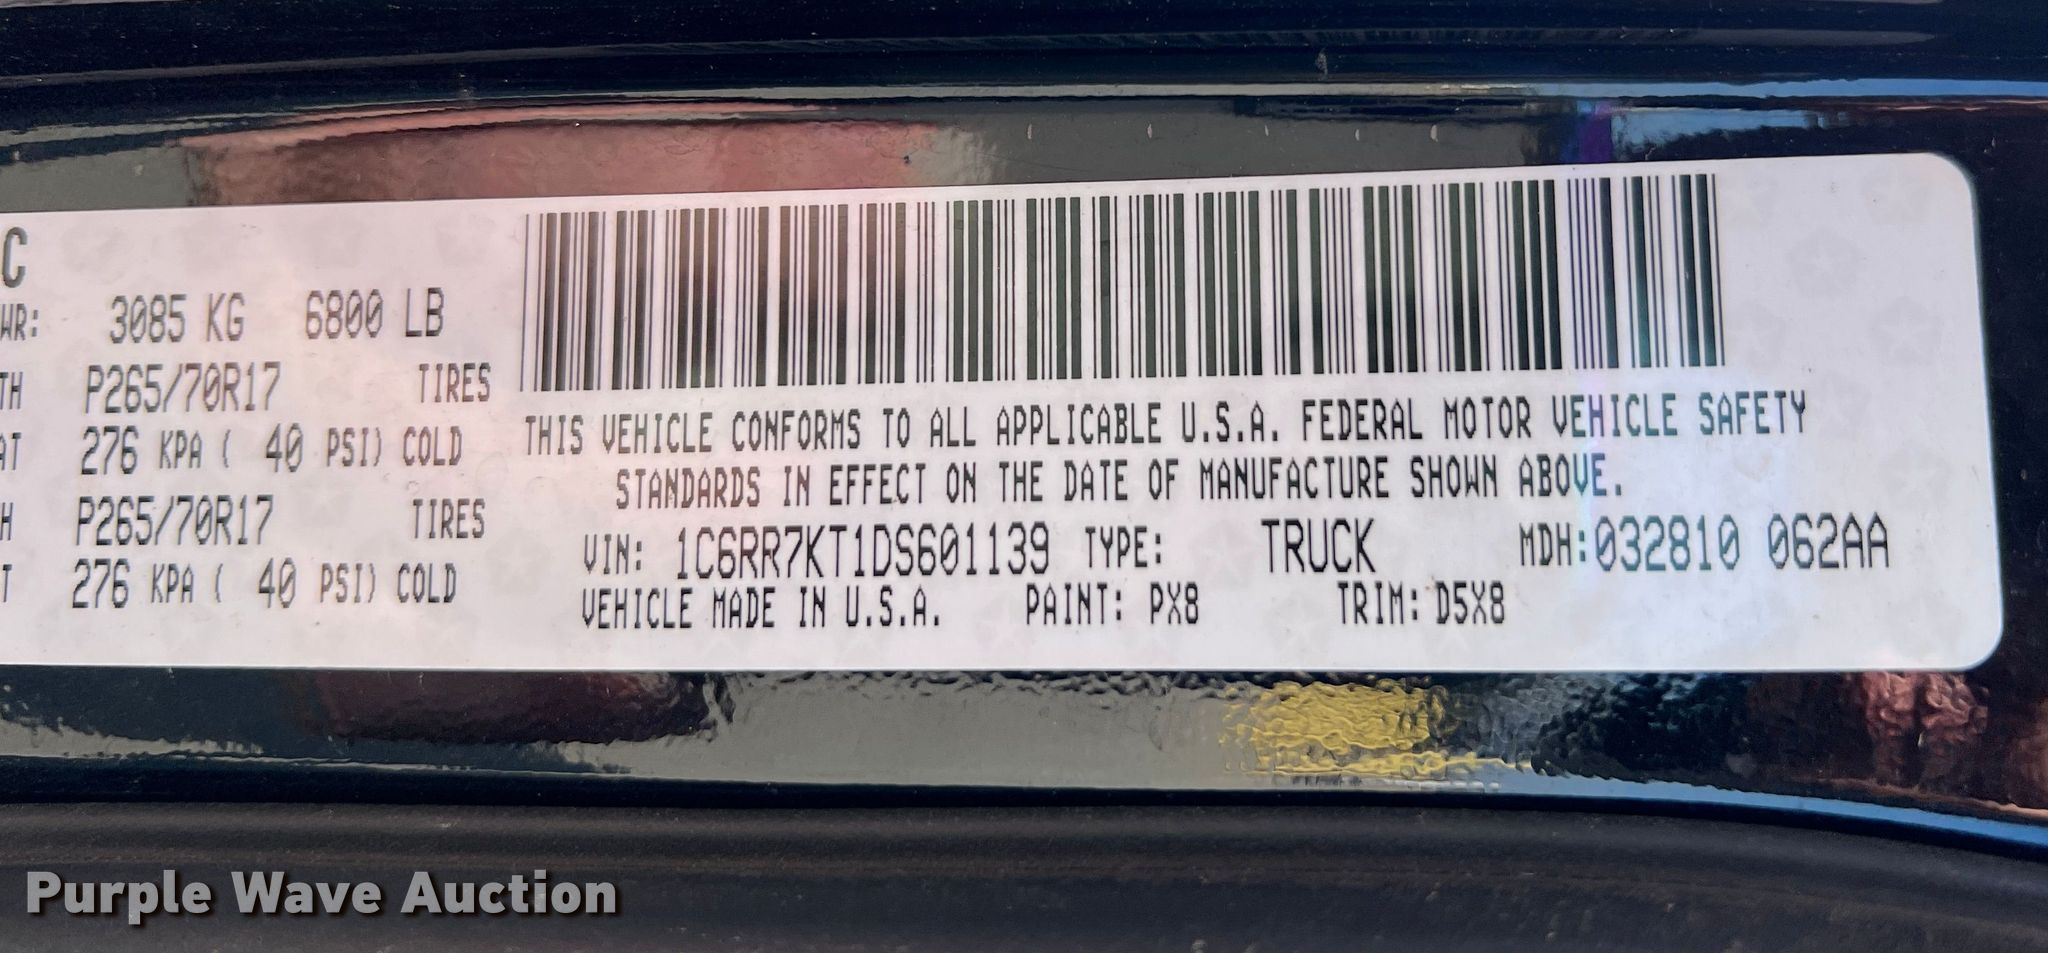 C
WR: 3085 KG 6800 LB
TH P265/70R17 TIRES
AT 276 KPA ( 40 PSI) COLD
H P265/70R17 TIRES
T 276 KPA ( 40 PSI) COLD
THIS VEHICLE CONFORMS TO ALL APPLICABLE U.S.A. FEDERAL MOTOR VEHICLE SAFETY
STANDARDS IN EFFECT ON THE DATE OF MANUFACTURE SHOWN ABOVE.
VIN: 1C6RR7KT1DS601139 TYPE: TRUCK MDH:032810 062AA
VEHICLE MADE IN U.S.A. PAINT: PX8 TRIM: D5X8
Purple Wave Auction